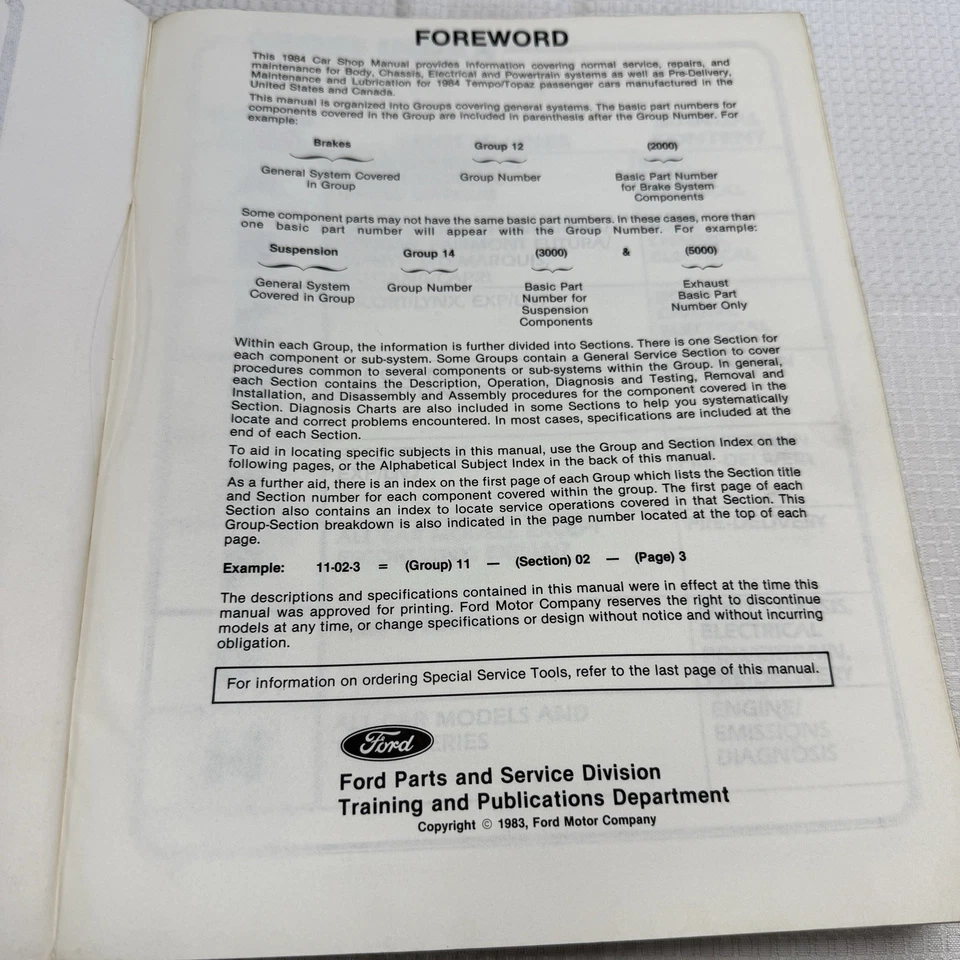 FOREWORD
This 1984 Car Shop Manual provides information covering normal service, repairs, and
maintenance for Body, Chassis, Electrical and Powertrain systems as well as Pre-Delivery,
Maintenance and Lubrication for 1984 Tempo/Topaz passenger cars manufactured in the
United States and Canada.
This manual is organized into Groups covering general systems. The basic part numbers for
components covered in the Group are included in parenthesis after the Group Number. For
example:
Brakes Group 12 (2000)
General System Covered Group Number Basic Part Number
in Group for Brake System
Components
Some component parts may not have the same basic part numbers. In these cases, more than
one basic part number will appear with the Group Number. For example:
Suspension Group 14 (3000) & (5000)
General System Group Number Basic Part Exhaust
Covered in Group Number for Basic Part
Suspension Number Only
Components
Within each Group, the information is further divided into Sections. There is one Section for
each component or sub-system. Some Groups contain a General Service Section to cover
procedures common to several components or sub-systems within the Group. In general,
each Section contains the Description, Operation, Diagnosis and Testing, Removal and
Installation, and Disassembly and Assembly procedures for the component covered in the
Section. Diagnosis Charts are also included in some Sections to help you systematically
locate and correct problems encountered. In most cases, specifications are included at the
end of each Section.
To aid in locating specific subjects in this manual, use the Group and Section Index on the
following pages, or the Alphabetical Subject Index in the back of this manual.
As a further aid, there is an index on the first page of each Group which lists the Section title
and Section number for each component covered within the group. The first page of each
Section also contains an index to locate service operations covered in that Section. This
Group-Section breakdown is also indicated in the page number located at the top of each
page.
Example: 11-02-3 = (Group) 11 — (Section) 02 — (Page) 3
The descriptions and specifications contained in this manual were in effect at the time this
manual was approved for printing. Ford Motor Company reserves the right to discontinue
models at any time, or change specifications or design without notice and without incurring
obligation.
For information on ordering Special Service Tools, refer to the last page of this manual.
Ford
Ford Parts and Service Division
Training and Publications Department
Copyright © 1983, Ford Motor Company
ALL CAR MODELS AND
ENGINE/
EMISSIONS
DIAGNOSIS
ELECTRICAL
PRE-DELIVERY